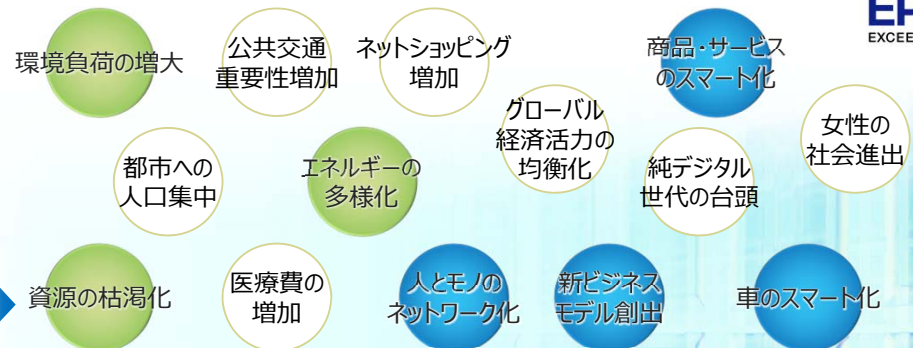 環境負荷の増大
公共交通
重要性増加
ネットショッピング
増加
商品・サービス
のスマート化
EXCEE
グローバル
経済活力の
均衡化
女性の
社会進出
都市への
人口集中
エネルギーの
多様化
純デジタル
世代の台頭
資源の枯渇化
医療費の
増加
人とモノの
ネットワーク化
新ビジネス
モデル創出
車のスマート化